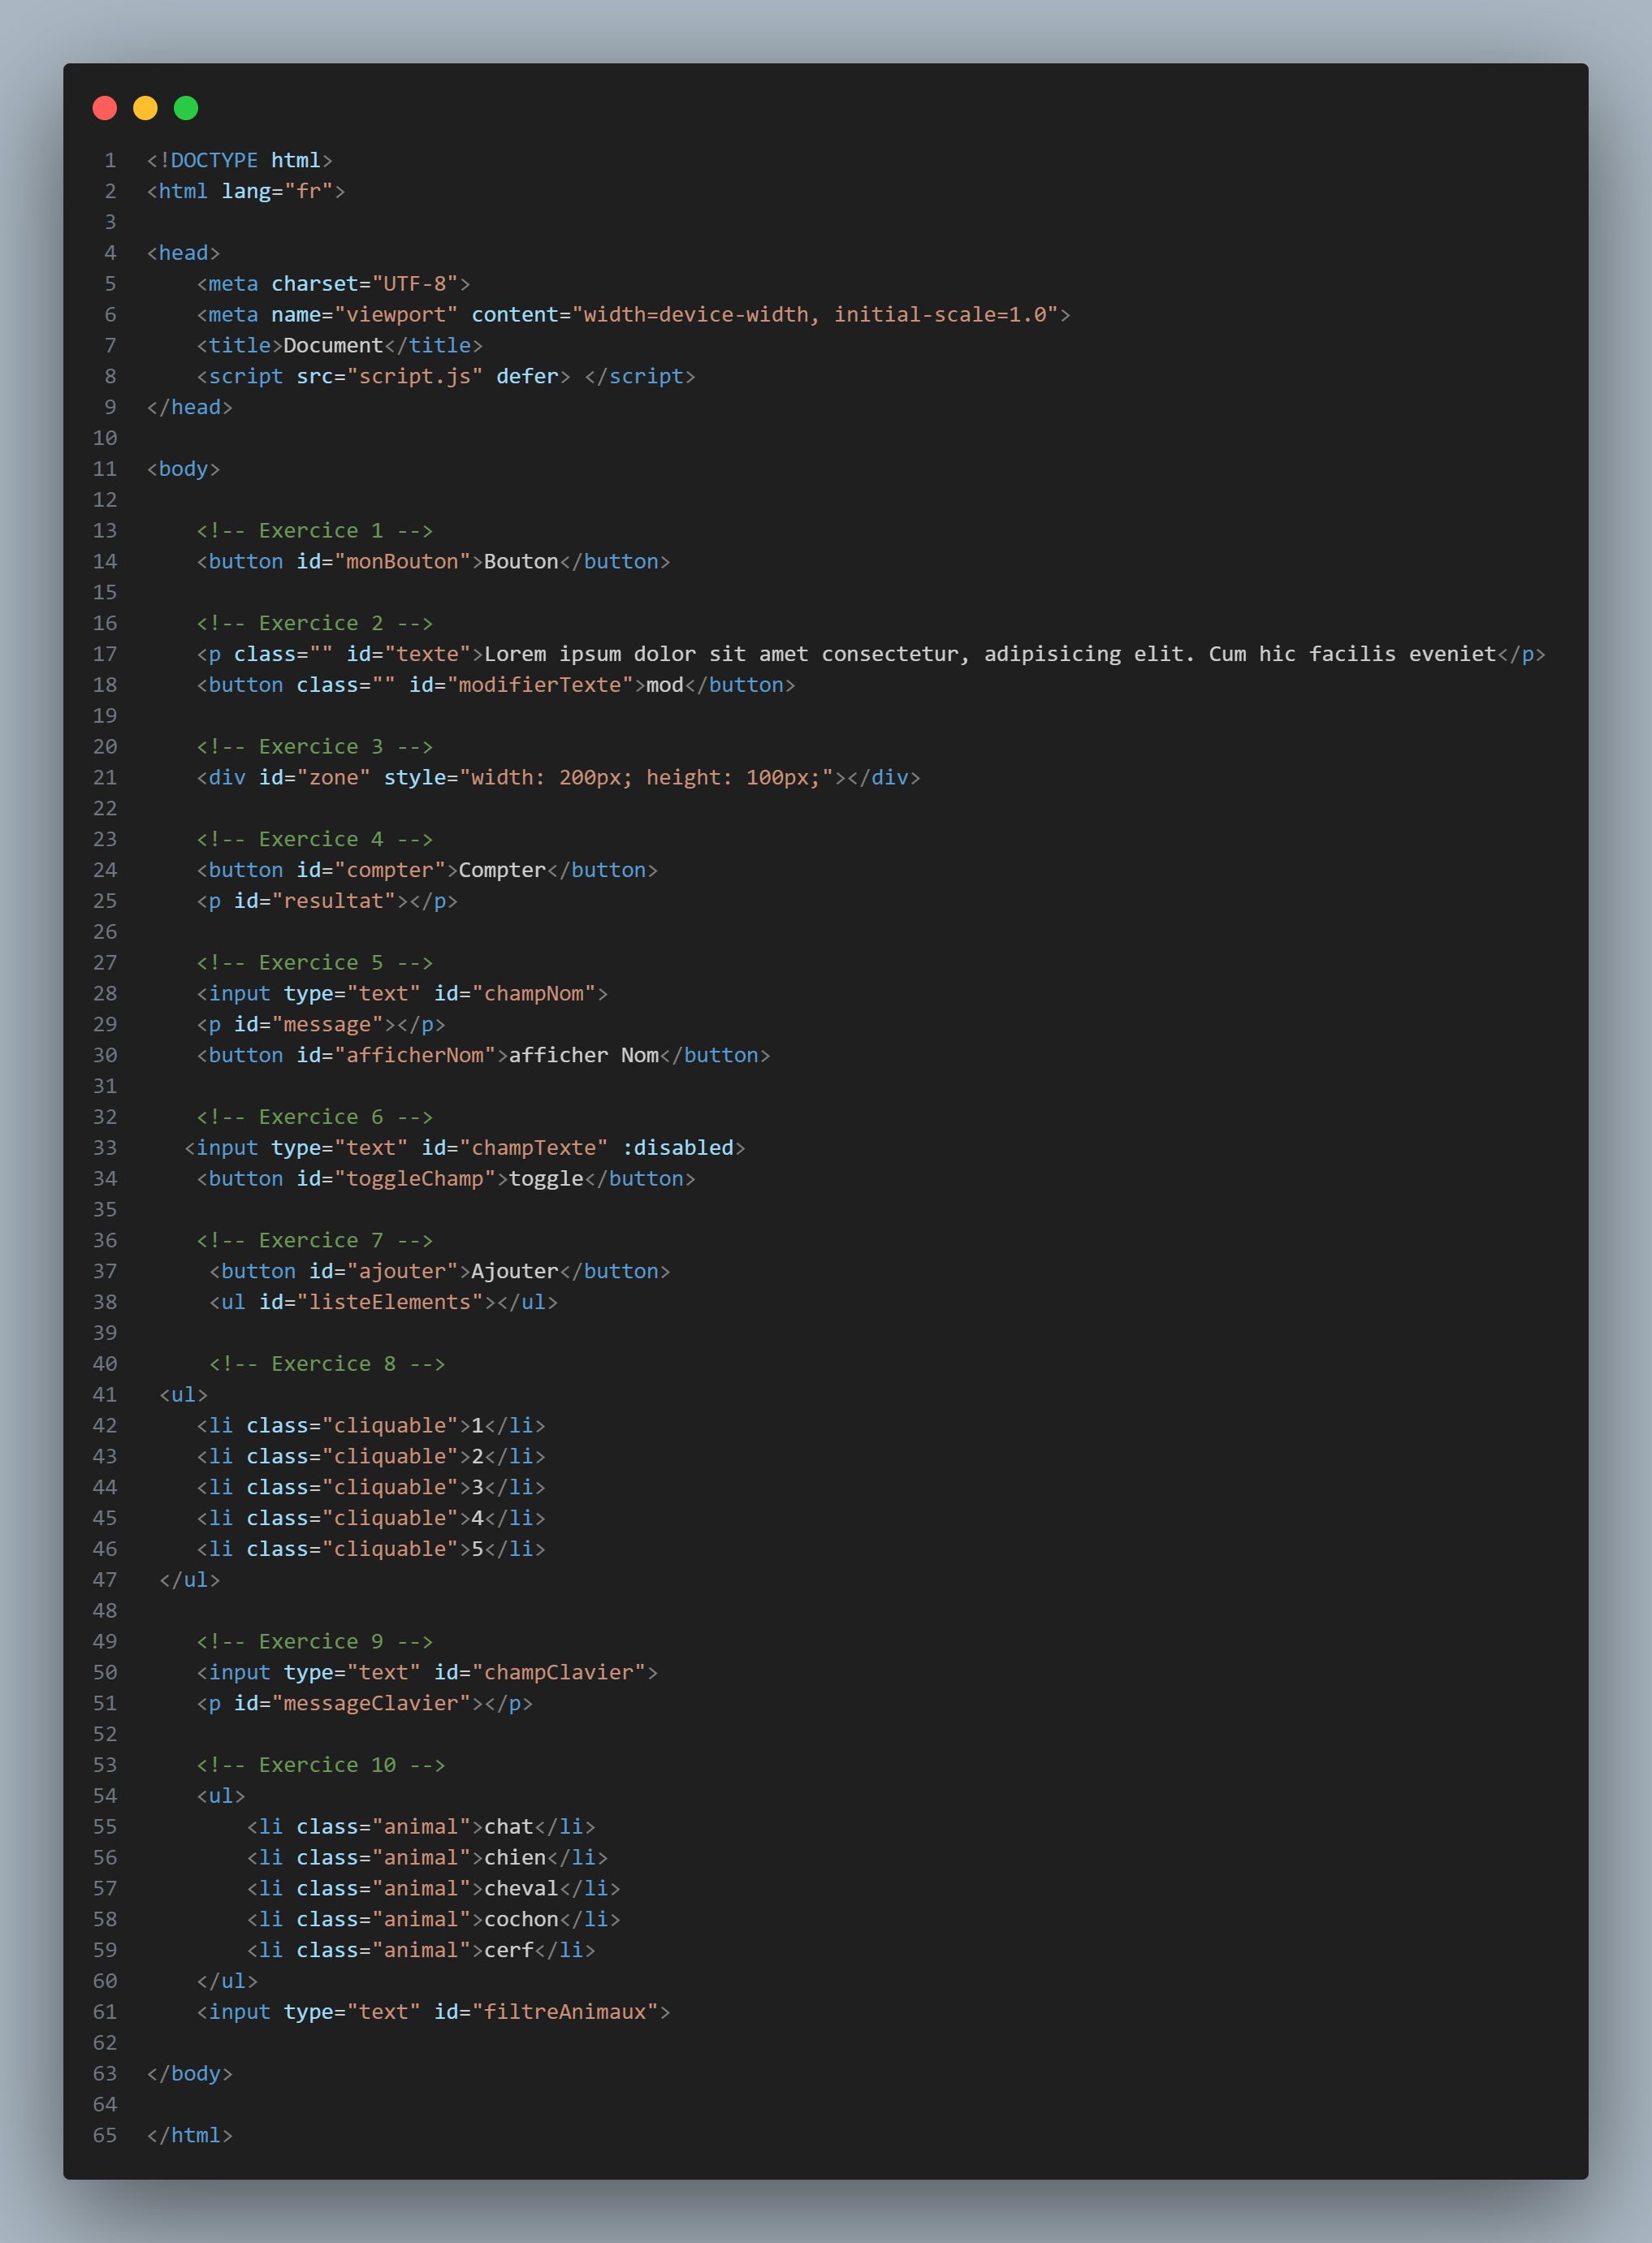 1 <!DOCTYPE html>
2 <html lang="fr">
3
4 <head>
5     <meta charset="UTF-8">
6     <meta name="viewport" content="width=device-width, initial-scale=1.0">
7     <title>Document</title>
8     <script src="script.js" defer> </script>
9 </head>
10
11 <body>
12
13     <!-- Exercice 1 -->
14     <button id="monBouton">Bouton</button>
15
16     <!-- Exercice 2 -->
17     <p class="" id="texte">Lorem ipsum dolor sit amet consectetur, adipisicing elit. Cum hic facilis eveniet</p>
18     <button class="" id="modifierTexte">mod</button>
19
20     <!-- Exercice 3 -->
21     <div id="zone" style="width: 200px; height: 100px;"></div>
22
23     <!-- Exercice 4 -->
24     <button id="compter">Compter</button>
25     <p id="resultat"></p>
26
27     <!-- Exercice 5 -->
28     <input type="text" id="champNom">
29     <p id="message"></p>
30     <button id="afficherNom">afficher Nom</button>
31
32     <!-- Exercice 6 -->
33    <input type="text" id="champTexte" :disabled>
34     <button id="toggleChamp">toggle</button>
35
36     <!-- Exercice 7 -->
37      <button id="ajouter">Ajouter</button>
38      <ul id="listeElements"></ul>
39
40      <!-- Exercice 8 -->
41  <ul>
42     <li class="cliquable">1</li>
43     <li class="cliquable">2</li>
44     <li class="cliquable">3</li>
45     <li class="cliquable">4</li>
46     <li class="cliquable">5</li>
47  </ul>
48
49     <!-- Exercice 9 -->
50     <input type="text" id="champClavier">
51     <p id="messageClavier"></p>
52
53     <!-- Exercice 10 -->
54     <ul>
55         <li class="animal">chat</li>
56         <li class="animal">chien</li>
57         <li class="animal">cheval</li>
58         <li class="animal">cochon</li>
59         <li class="animal">cerf</li>
60     </ul>
61     <input type="text" id="filtreAnimaux">
62
63 </body>
64
65 </html>